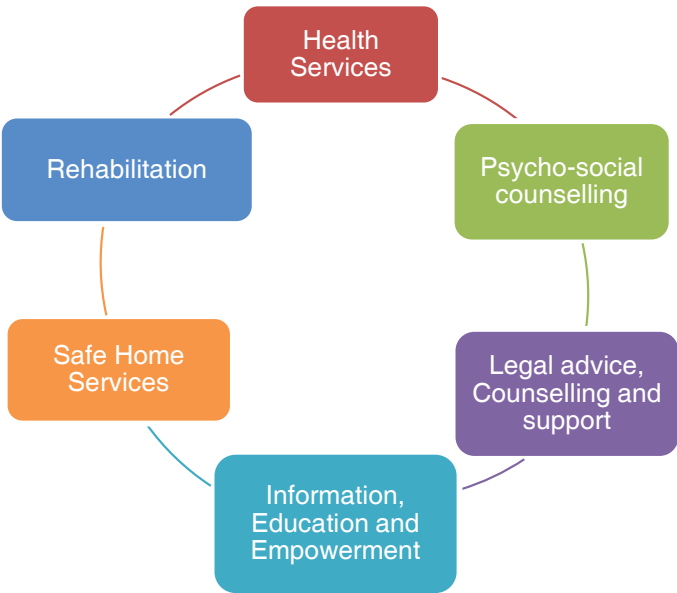 Health
Services
Psycho-social
counselling
Legal advice,
Counselling and
support
Information,
Education and
Empowerment
Safe Home
Services
Rehabilitation